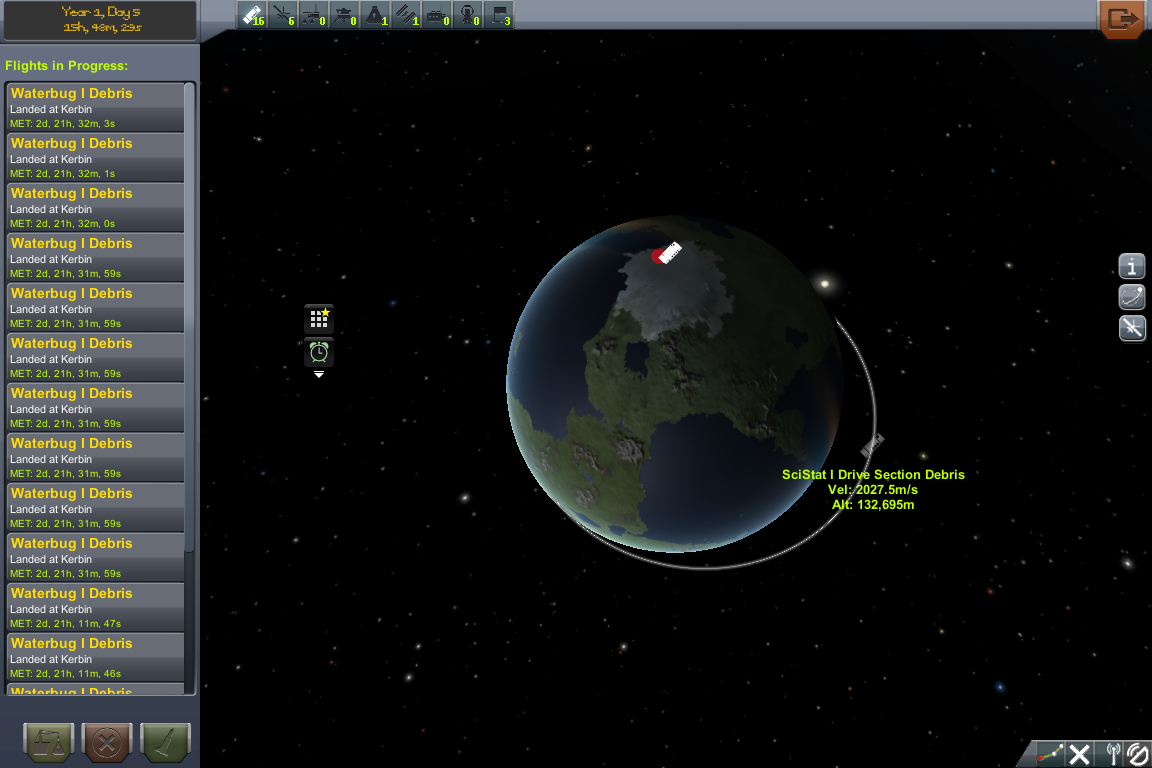 Year 1, Day 5
15h, 48m, 29s
16
6
0
0
1
1
0
0
3
Flights in Progress:
Waterbug I Debris
Landed at Kerbin
MET: 2d, 21h, 32m, 3s
Waterbug I Debris
Landed at Kerbin
MET: 2d, 21h, 32m, 1s
Waterbug I Debris
Landed at Kerbin
MET: 2d, 21h, 32m, 0s
Waterbug I Debris
Landed at Kerbin
MET: 2d, 21h, 31m, 59s
Waterbug I Debris
Landed at Kerbin
MET: 2d, 21h, 31m, 59s
Waterbug I Debris
Landed at Kerbin
MET: 2d, 21h, 31m, 59s
Waterbug I Debris
Landed at Kerbin
MET: 2d, 21h, 31m, 59s
Waterbug I Debris
Landed at Kerbin
MET: 2d, 21h, 31m, 59s
Waterbug I Debris
Landed at Kerbin
MET: 2d, 21h, 31m, 59s
Waterbug I Debris
Landed at Kerbin
MET: 2d, 21h, 31m, 59s
Waterbug I Debris
Landed at Kerbin
MET: 2d, 21h, 11m, 47s
Waterbug I Debris
Landed at Kerbin
MET: 2d, 21h, 11m, 46s
Waterbug I Debris
SciStat I Drive Section Debris
Vel: 2027.5m/s
Alt: 132,695m